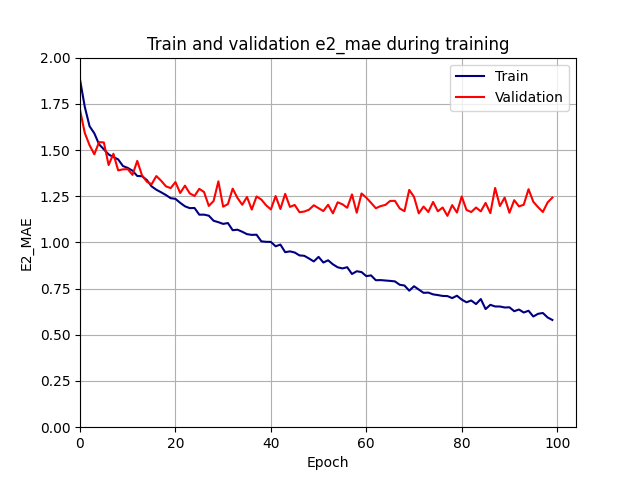 Train and validation e2_mae during training
Train
Validation
E2_MAE
2.00
1.75
1.50
1.25
1.00
0.75
0.50
0.25
0.00
0 20 40 60 80 100
Epoch